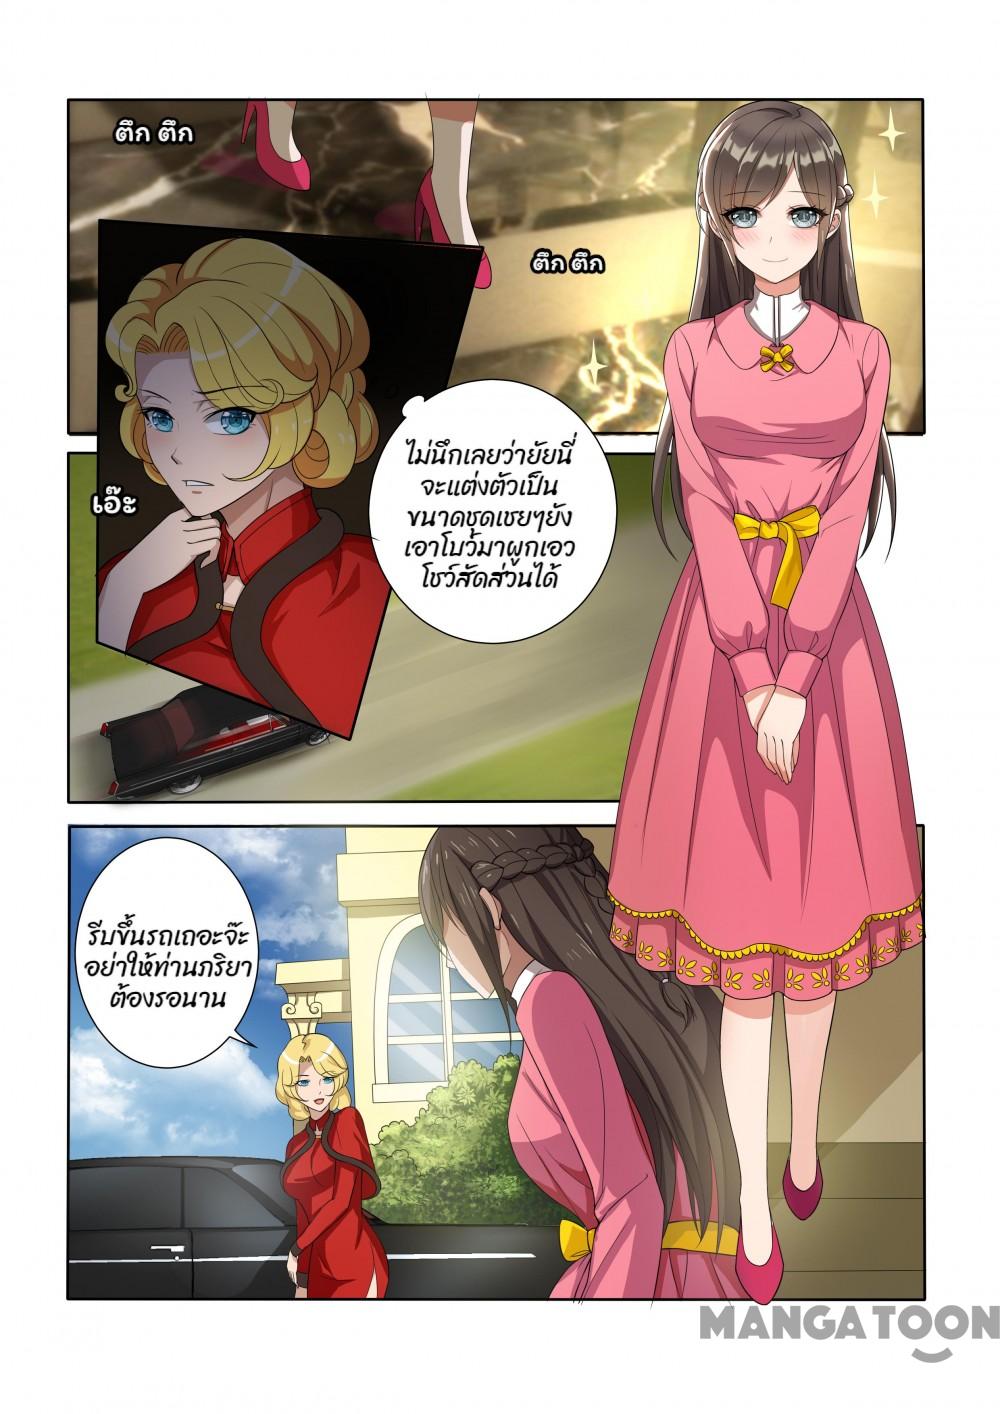 ตึก ตึก
ตึก ตึก
เอ๊ะ
ไม่นึกเลยว่ายัยนี่
จะแต่งตัวเป็น
ขนาดชุดเชยๆยัง
เอาโบว์มาผูกเอว
โชว์สัดส่วนได้
รีบขึ้นรถเถอะจ๊ะ
อย่าให้ท่านภริยา
ต้องรอนาน
MANGATOON